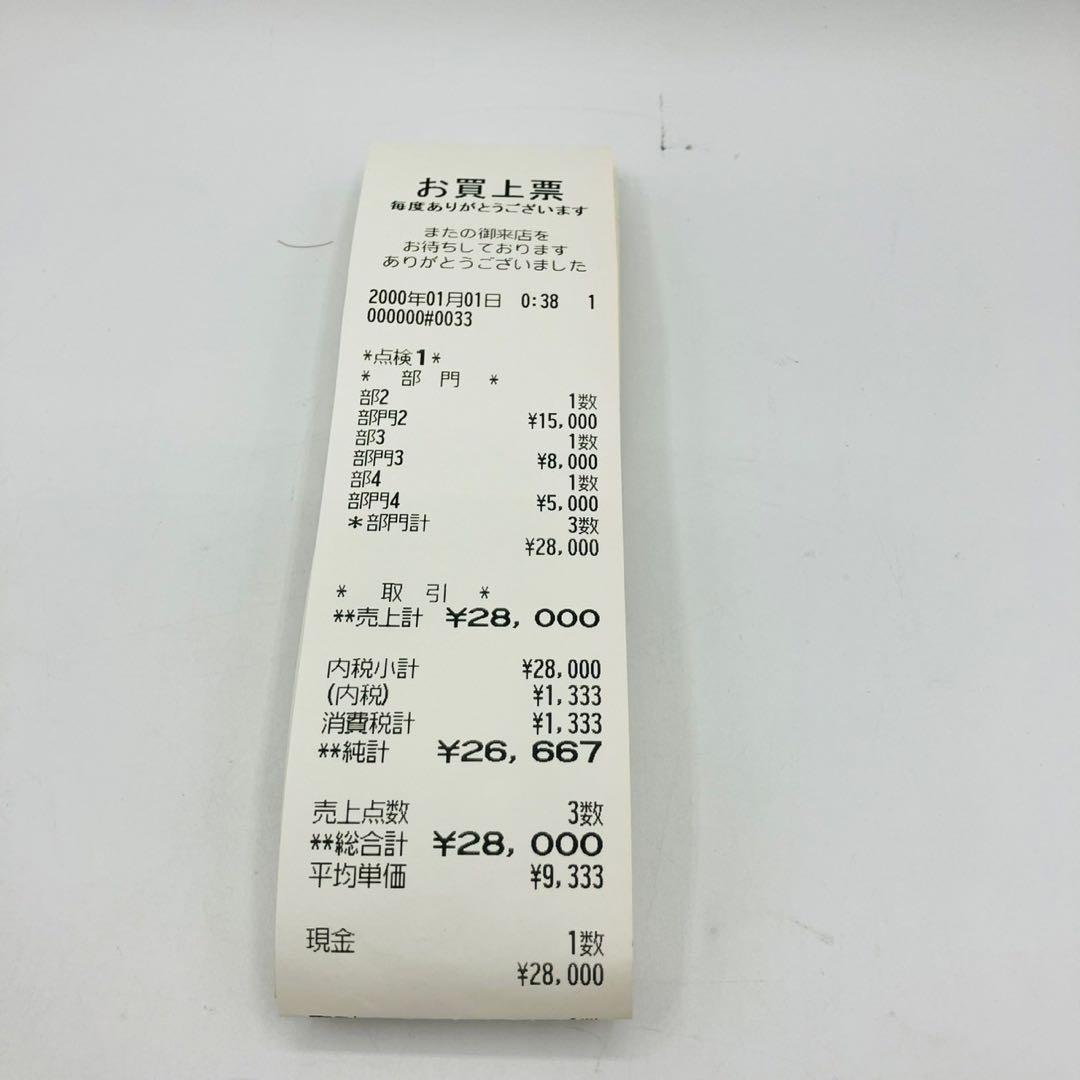 お買上票
毎度ありがとうございます
またの御来店を
お待ちしております
ありがとうございました
2000年01月01日 0:38 1
000000#0033
*点検1*
* 部 門 *
部2 1数
部門2 ¥15,000
部3 1数
部門3 ¥8,000
部4 1数
部門4 ¥5,000
*部門計 3数
¥28,000
* 取 引 *
**売上計 ¥28,000
内税小計 ¥28,000
(内税) ¥1,333
消費税計 ¥1,333
**純計 ¥26,667
売上点数 3数
**総合計 ¥28,000
平均単価 ¥9,333
現金 1数
¥28,000